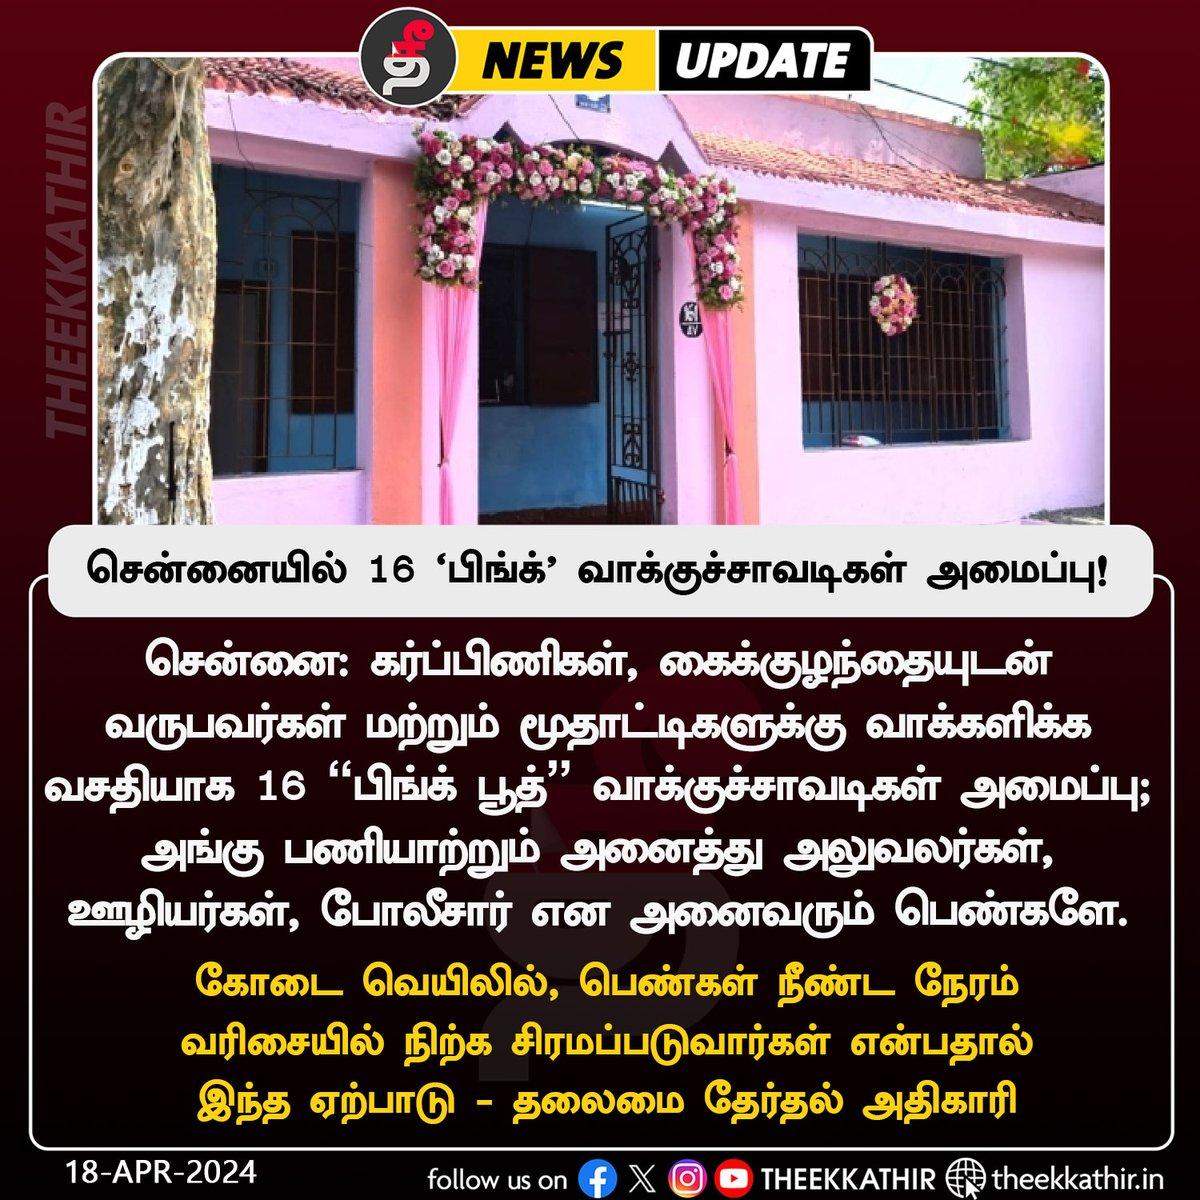 தீ
NEWS UPDATE
THEEKKATHIR
சென்னையில் 16 ‘பிங்க்’ வாக்குச்சாவடிகள் அமைப்பு!
சென்னை: கர்ப்பிணிகள், கைக்குழந்தையுடன்
வருபவர்கள் மற்றும் மூதாட்டிகளுக்கு வாக்களிக்க
வசதியாக 16 “பிங்க் பூத்” வாக்குச்சாவடிகள் அமைப்பு;
அங்கு பணியாற்றும் அனைத்து அலுவலர்கள்,
ஊழியர்கள், போலீசார் என அனைவரும் பெண்களே.
கோடை வெயிலில், பெண்கள் நீண்ட நேரம்
வரிசையில் நிற்க சிரமப்படுவார்கள் என்பதால்
இந்த ஏற்பாடு - தலைமை தேர்தல் அதிகாரி
18-APR-2024
follow us on THEEKKATHIR theekkathir.in